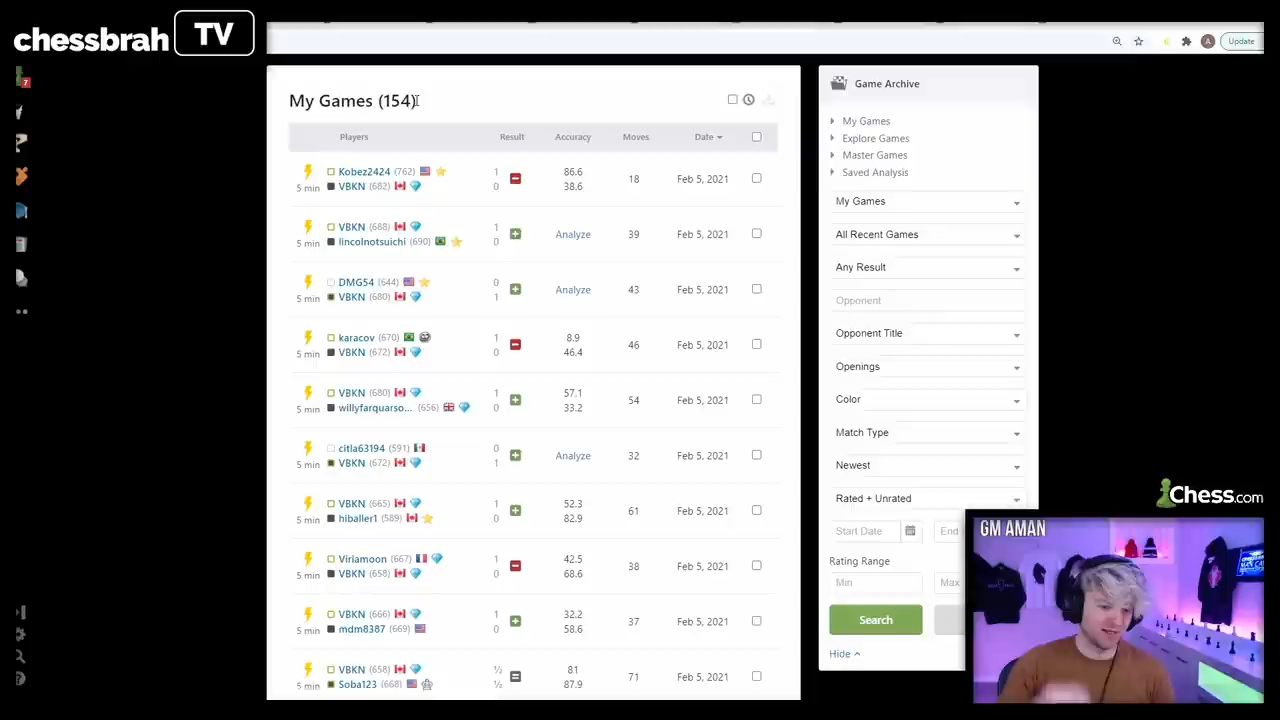 chessbrah TV
Update
7
My Games (154)
Players Result Accuracy Moves Date
5 min
Kobez2424 (762) 1 86.6
VBKN (682) 0 38.6
18 Feb 5, 2021
5 min
VBKN (688) 1
lincolnotsuichi (690) 0
Analyze 39 Feb 5, 2021
5 min
DMG54 (644) 0
VBKN (680) 1
Analyze 43 Feb 5, 2021
5 min
karacov (670) 1 8.9
VBKN (672) 0 46.4
46 Feb 5, 2021
5 min
VBKN (680) 1 57.1
willyfarquarso... (656) 0 33.2
54 Feb 5, 2021
5 min
citla63194 (591) 0
VBKN (672) 1
Analyze 32 Feb 5, 2021
5 min
VBKN (665) 1 52.3
hiballer1 (589) 0 82.9
61 Feb 5, 2021
5 min
Viriamoon (667) 1 42.5
VBKN (658) 0 68.6
38 Feb 5, 2021
5 min
VBKN (666) 1 32.2
mdm8387 (669) 0 58.6
37 Feb 5, 2021
5 min
VBKN (658) ½ 81
Soba123 (668) ½ 87.9
71 Feb 5, 2021
Game Archive
My Games
Explore Games
Master Games
Saved Analysis
My Games
All Recent Games
Any Result
Opponent
Opponent Title
Openings
Color
Match Type
Newest
Rated + Unrated
Start Date End
Rating Range
Min Max
Search
Hide
Chess.com
GM AMAN